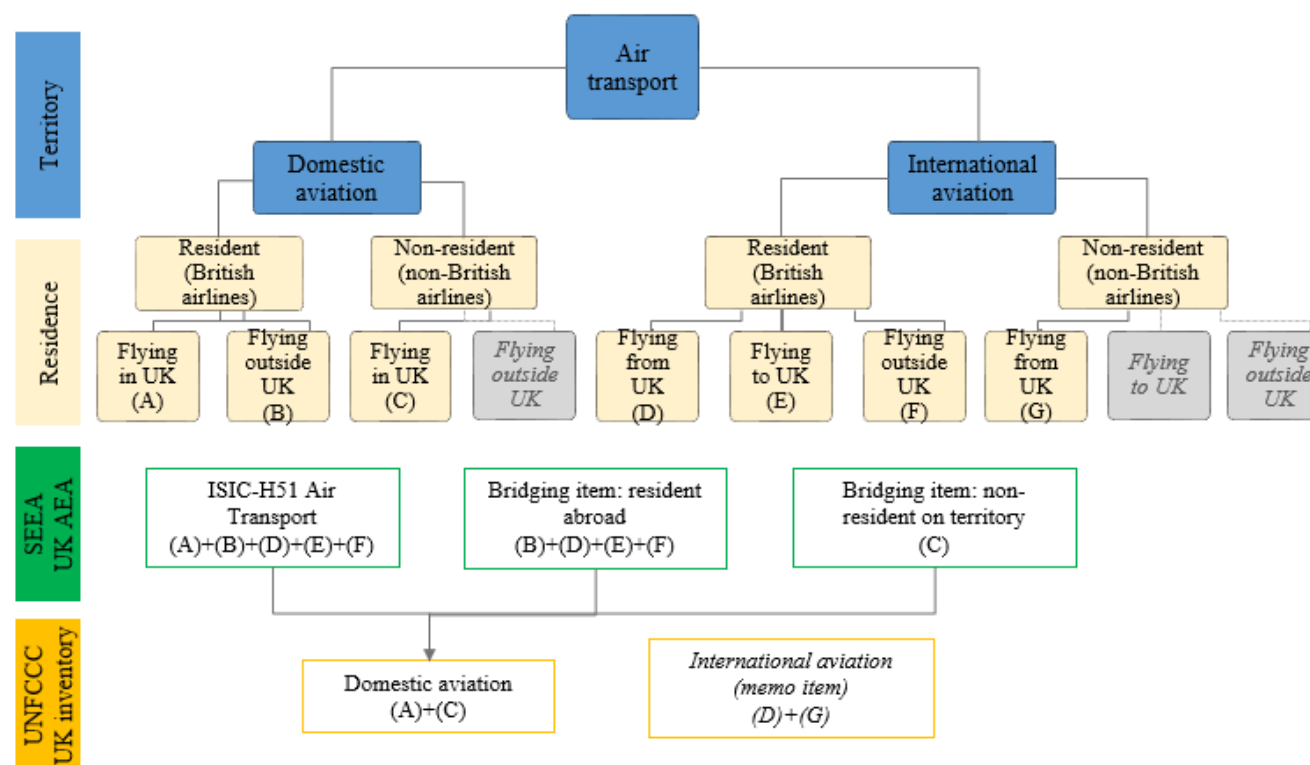 Territory
Air
transport
Domestic
aviation
International
aviation
Residence
Resident
(British
airlines)
Non-resident
(non-British
airlines)
Resident
(British
airlines)
Non-resident
(non-British
airlines)
Flying
in UK
(A)
Flying
outside
UK
(B)
Flying
in UK
(C)
Flying
outside
UK
Flying
from
UK
(D)
Flying
to UK
(E)
Flying
outside
UK
(F)
Flying
from
UK
(G)
Flying
to UK
Flying
outside
UK
SEEA
UK AEA
ISIC-H51 Air
Transport
(A)+(B)+(D)+(E)+(F)
Bridging item: resident
abroad
(B)+(D)+(E)+(F)
Bridging item: non-
resident on territory
(C)
UNFCCC
UK inventory
Domestic aviation
(A)+(C)
International aviation
(memo item)
(D)+(G)